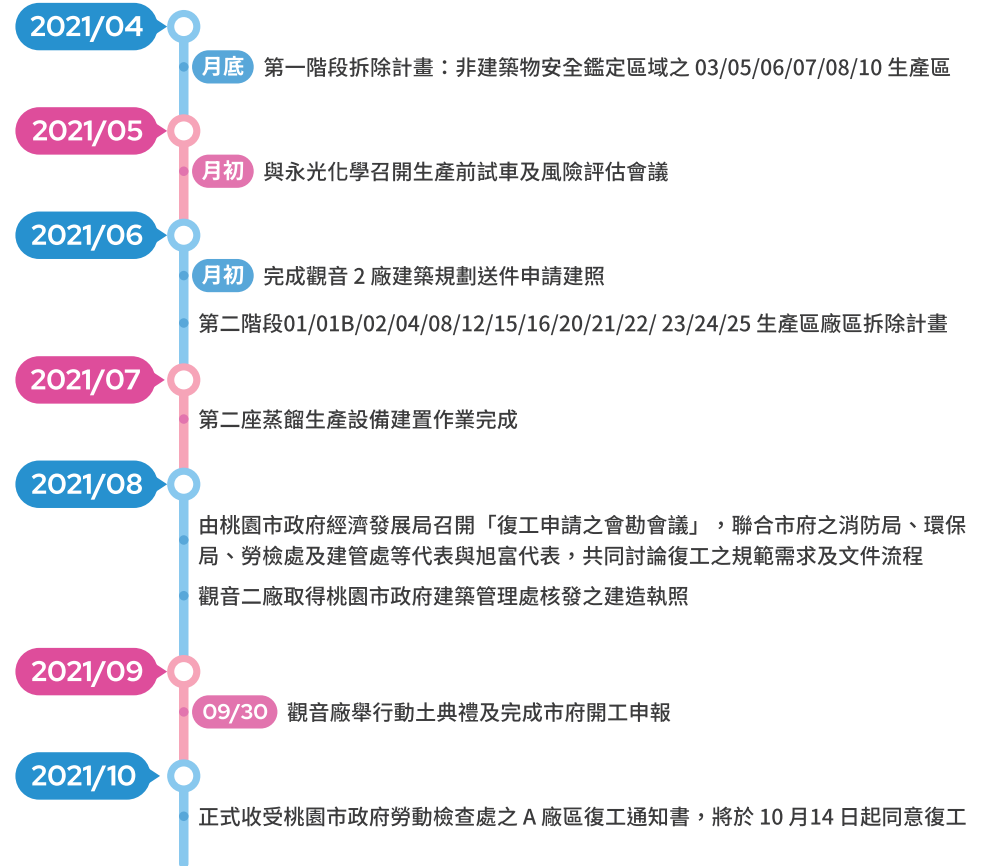 2021/04
月底 第一階段拆除計畫：非建築物安全鑑定區域之 03/05/06/07/08/10 生產區
2021/05
月初 與永光化學召開生產前試車及風險評估會議
2021/06
月初 完成觀音 2 廠建築規劃送件申請建照
第二階段01/01B/02/04/08/12/15/16/20/21/22/ 23/24/25 生產區廠區拆除計畫
2021/07
第二座蒸餾生產設備建置作業完成
2021/08
由桃園市政府經濟發展局召開「復工申請之會勘會議」，聯合市府之消防局、環保
局、勞檢處及建管處等代表與旭富代表，共同討論復工之規範需求及文件流程
觀音二廠取得桃園市政府建築管理處核發之建造執照
2021/09
09/30 觀音廠舉行動土典禮及完成市府開工申報
2021/10
正式收受桃園市政府勞動檢查處之 A 廠區復工通知書，將於 10 月14 日起同意復工